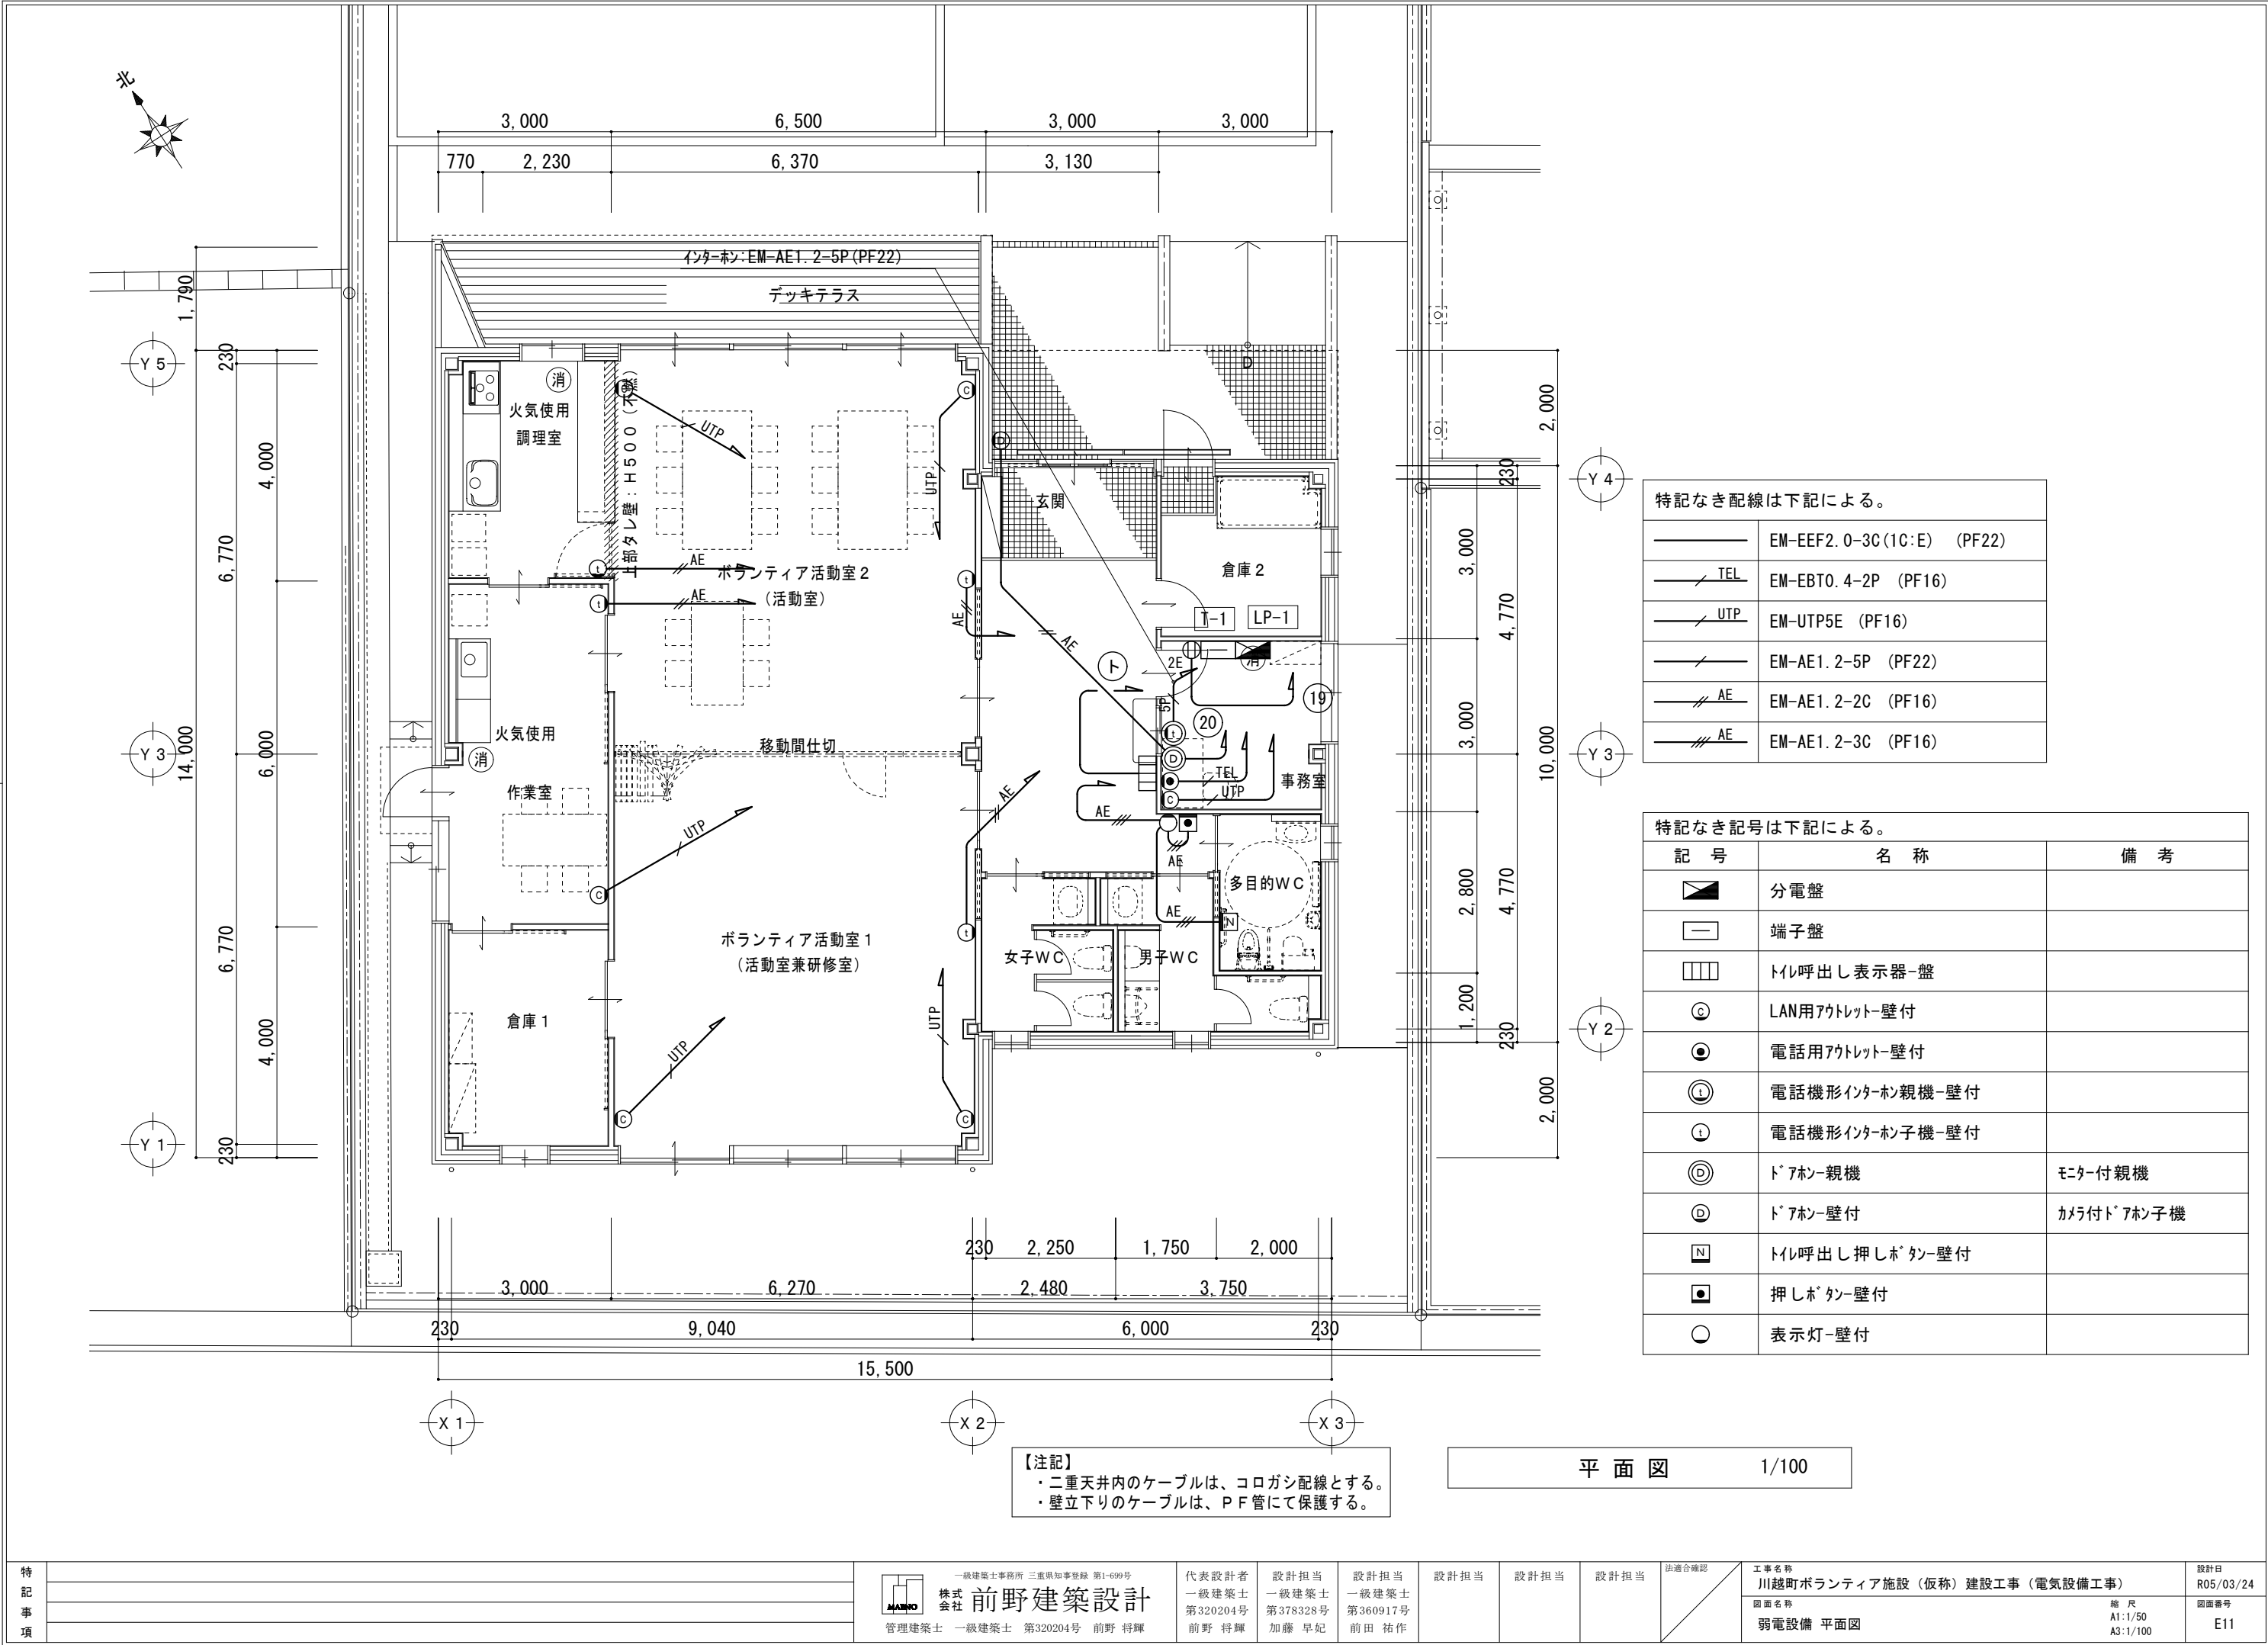 北
3,000
6,500
3,000
3,000
770
2,230
6,370
3,130
インターホン:EM-AE1.2-5P(PF22)
デッキテラス
1,790
230
4,000
6,770
14,000
6,000
6,770
4,000
230
Y 5
Y 3
Y 1
消
火気使用
調理室
上部タレ壁:H500
C
UTP
UTP
D
D
玄関
倉庫2
T-1
LP-1
t
AE
ボランティア活動室2
(活動室)
t
AE
t
AE
AE
ト
2E
消
5P
19
20
t
D
TEL
UTP
C
事務室
火気使用
消
作業室
移動間仕切
UTP
C
AE
AE
AE
AE
N
多目的WC
女子WC
男子WC
ボランティア活動室1
(活動室兼研修室)
t
倉庫1
UTP
UTP
C
C
2,000
230
3,000
4,770
3,000
10,000
2,800
4,770
1,200
230
2,000
Y 4
Y 3
Y 2
230
2,250
1,750
2,000
3,000
6,270
2,480
3,750
230
9,040
6,000
230
15,500
X 1
X 2
X 3
特記なき配線は下記による。
EM-EEF2.0-3C(1C:E) (PF22)
TEL EM-EBT0.4-2P (PF16)
UTP EM-UTP5E (PF16)
EM-AE1.2-5P (PF22)
AE EM-AE1.2-2C (PF16)
AE EM-AE1.2-3C (PF16)
特記なき記号は下記による。
記 号 名 称 備 考
分電盤
端子盤
トイレ呼出し表示器-盤
C LAN用アウトレット-壁付
電話用アウトレット-壁付
t 電話機形インターホン親機-壁付
t 電話機形インターホン子機-壁付
D ドアホン-親機 モニター付親機
D ドアホン-壁付 カメラ付ドアホン子機
N トイレ呼出し押しボタン-壁付
押しボタン-壁付
表示灯-壁付
【注記】
・二重天井内のケーブルは、コロガシ配線とする。
・壁立下りのケーブルは、PF管にて保護する。
平 面 図 1/100
特記事項
MAENO
一級建築士事務所 三重県知事登録 第1-699号
株式会社 前野建築設計
管理建築士 一級建築士 第320204号 前野 将輝
代表設計者
一級建築士
第320204号
前野 将輝
設計担当
一級建築士
第378328号
加藤 早妃
設計担当
一級建築士
第360917号
前田 祐作
設計担当
設計担当
設計担当
法適合確認
工事名称
川越町ボランティア施設(仮称)建設工事(電気設備工事)
図面名称
弱電設備 平面図
縮 尺
A1:1/50
A3:1/100
設計日
R05/03/24
図面番号
E11